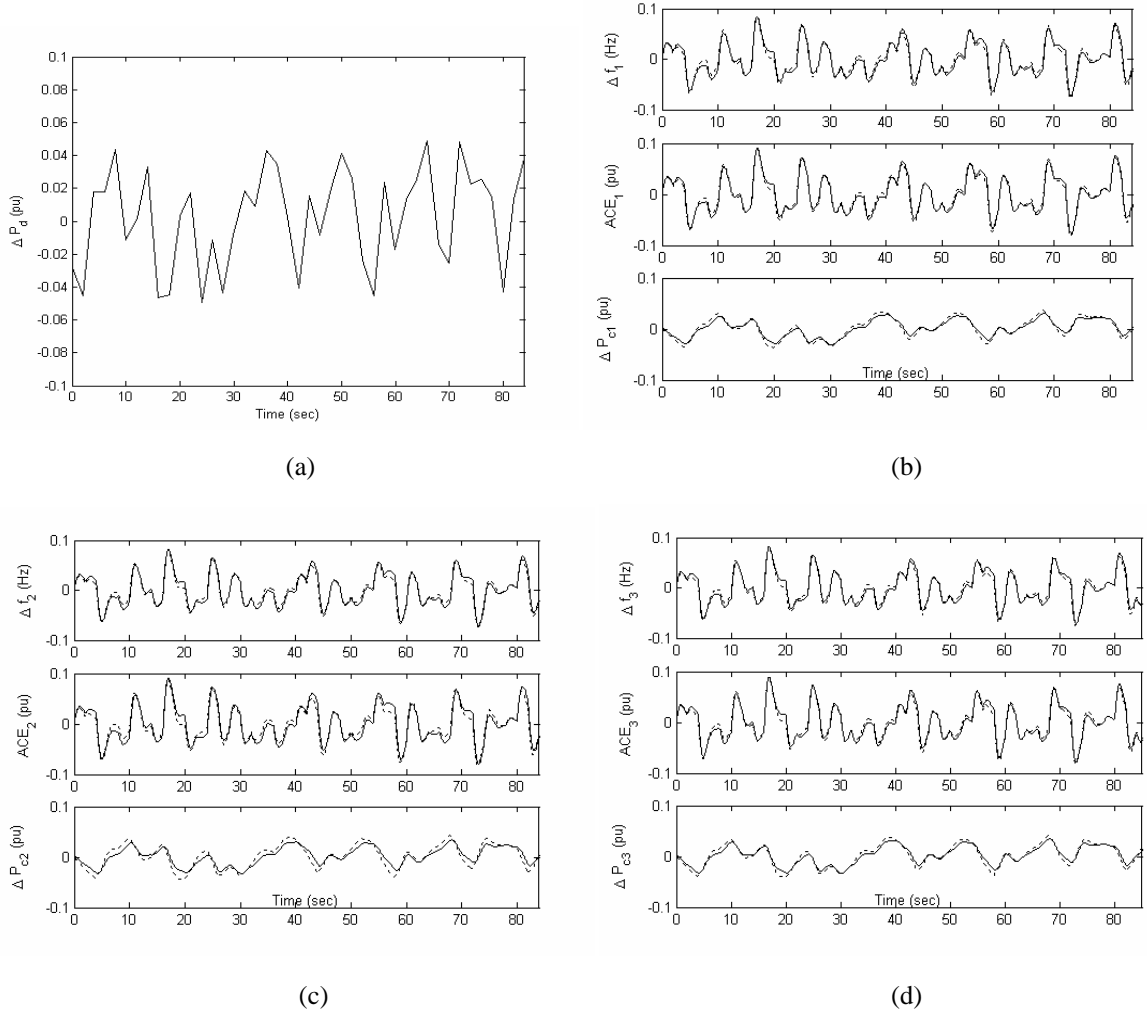 0.1
0.08
0.06
0.04
0.02
0
-0.02
-0.04
-0.06
-0.08
-0.1
Δ P_d (pu)
0 10 20 30 40 50 60 70 80
Time (sec)
(a)
0.1
0
-0.1
Δ f_1 (Hz)
0 10 20 30 40 50 60 70 80
0.1
0
-0.1
ACE_1 (pu)
0 10 20 30 40 50 60 70 80
0.1
0
-0.1
Δ P_c1 (pu)
Time (sec)
0 10 20 30 40 50 60 70 80
(b)
0.1
0
-0.1
Δ f_2 (Hz)
0 10 20 30 40 50 60 70 80
0.1
0
-0.1
ACE_2 (pu)
0 10 20 30 40 50 60 70 80
0.1
0
-0.1
Δ P_c2 (pu)
Time (sec)
0 10 20 30 40 50 60 70 80
(c)
0.1
0
-0.1
Δ f_3 (Hz)
0 10 20 30 40 50 60 70 80
0.1
0
-0.1
ACE_3 (pu)
0 10 20 30 40 50 60 70 80
0.1
0
-0.1
Δ P_c3 (pu)
Time (sec)
0 10 20 30 40 50 60 70 80
(d)